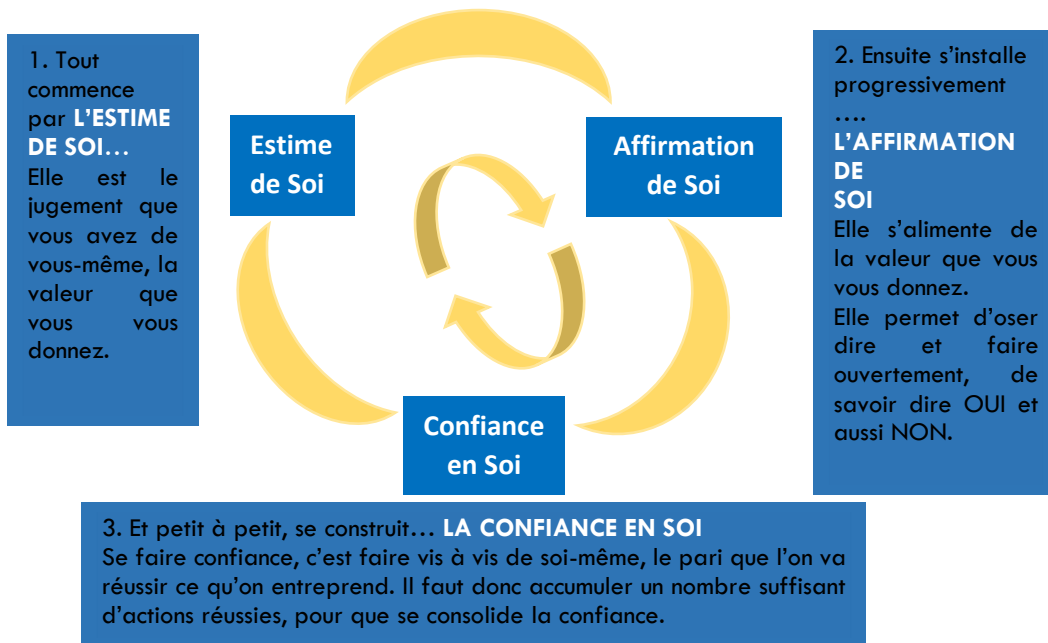 1. Tout
commence
par L’ESTIME
DE SOI…
Elle est le
jugement que
vous avez de
vous-même, la
valeur que
vous vous
donnez.
Estime
de Soi
Affirmation
de Soi
2. Ensuite s’installe
progressivement
….
L’AFFIRMATION
DE
SOI
Elle s’alimente de
la valeur que vous
vous donnez.
Elle permet d’oser
dire et faire
ouvertement, de
savoir dire OUI et
aussi NON.
Confiance
en Soi
3. Et petit à petit, se construit… LA CONFIANCE EN SOI
Se faire confiance, c’est faire vis à vis de soi-même, le pari que l’on va
réussir ce qu’on entreprend. Il faut donc accumuler un nombre suffisant
d’actions réussies, pour que se consolide la confiance.